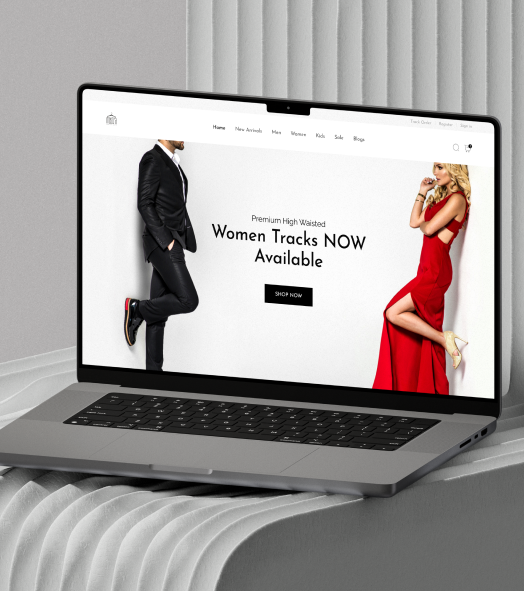 Track Order Register Sign In
Home New Arrivals Men Women Kids Sale Blogs
Premium High Waisted
Women Tracks NOW
Available
SHOP NOW